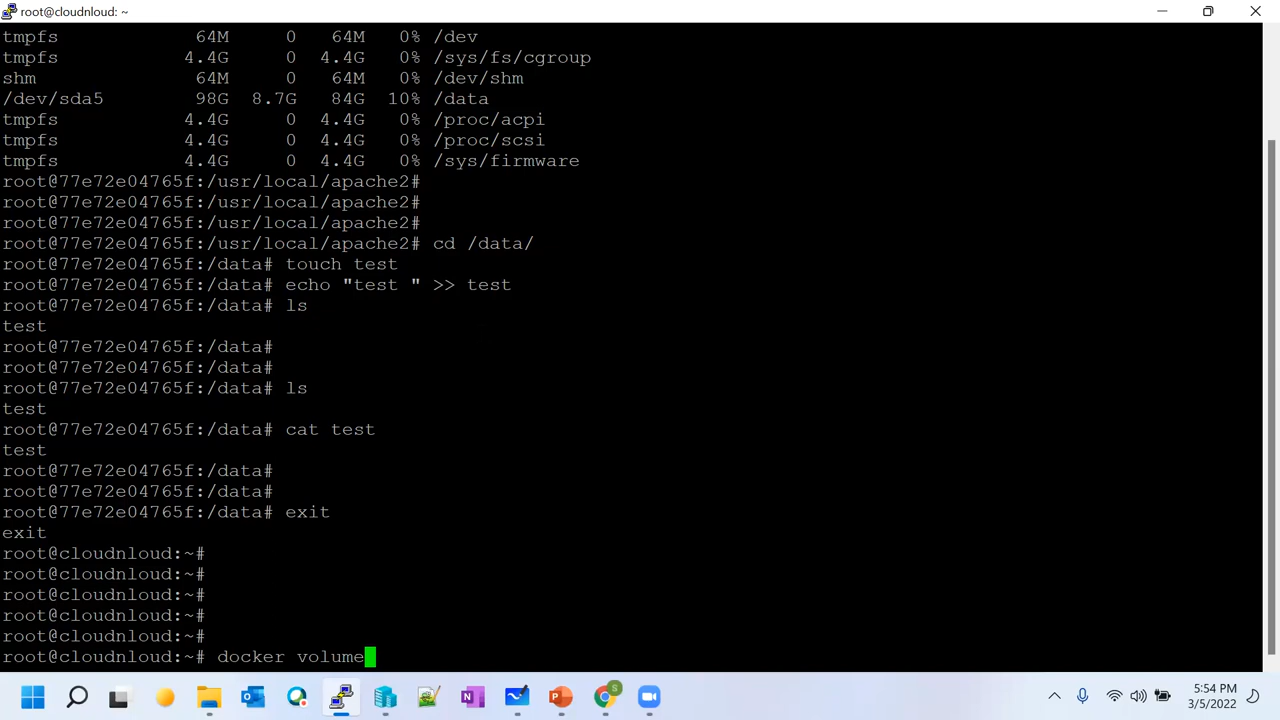 root@cloudnloud: ~
tmpfs 64M 0 64M 0% /dev
tmpfs 4.4G 0 4.4G 0% /sys/fs/cgroup
shm 64M 0 64M 0% /dev/shm
/dev/sda5 98G 8.7G 84G 10% /data
tmpfs 4.4G 0 4.4G 0% /proc/acpi
tmpfs 4.4G 0 4.4G 0% /proc/scsi
tmpfs 4.4G 0 4.4G 0% /sys/firmware
root@77e72e04765f:/usr/local/apache2#
root@77e72e04765f:/usr/local/apache2#
root@77e72e04765f:/usr/local/apache2#
root@77e72e04765f:/usr/local/apache2# cd /data/
root@77e72e04765f:/data# touch test
root@77e72e04765f:/data# echo "test " >> test
root@77e72e04765f:/data# ls
test
root@77e72e04765f:/data#
root@77e72e04765f:/data#
root@77e72e04765f:/data# ls
test
root@77e72e04765f:/data# cat test
test
root@77e72e04765f:/data#
root@77e72e04765f:/data#
root@77e72e04765f:/data# exit
exit
root@cloudnloud:~#
root@cloudnloud:~#
root@cloudnloud:~#
root@cloudnloud:~#
root@cloudnloud:~#
root@cloudnloud:~# docker volume
5:54 PM
3/5/2022